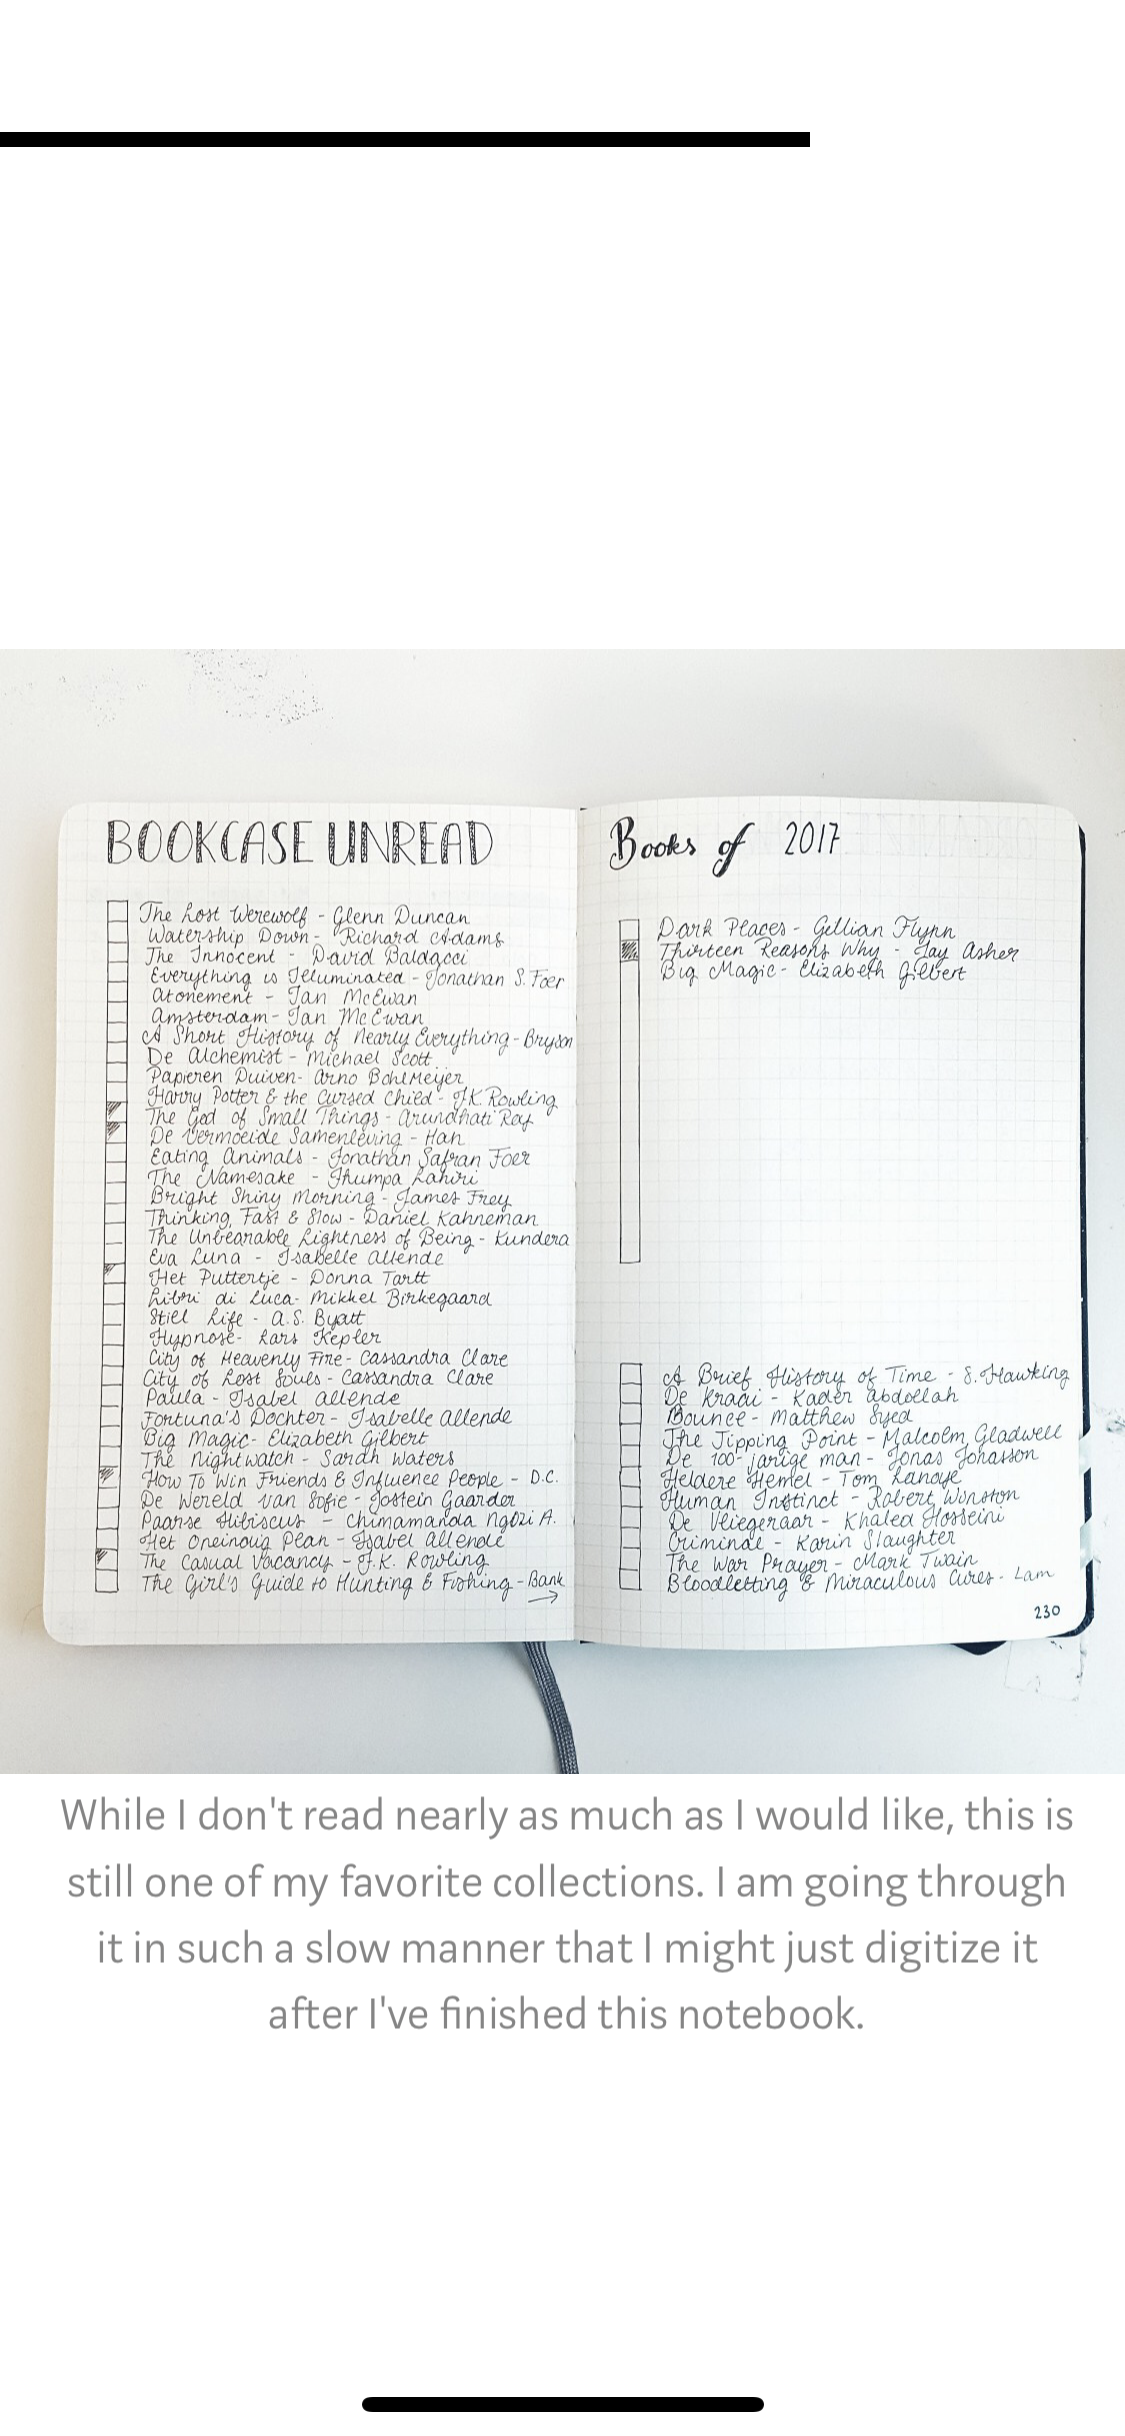 BOOKCASE UNREAD
The Lost Werewolf - Glenn Duncan
Watership Down - Richard Adams
The Innocent - David Baldacci
Everything is Illuminated - Jonathan S. Foer
Atonement - Ian McEwan
Amsterdam - Ian McEwan
A Short History of Nearly Everything - Bryson
De Alchemist - Michael Scott
Papieren Duiven - Arno Bohlmeijer
Harry Potter & the Cursed Child - J.K. Rowling
The God of Small Things - Arundhati Roy
De Vermoeide Samenleving - Han
Eating Animals - Jonathan Safran Foer
The Namesake - Jhumpa Lahiri
Bright Shiny Morning - James Frey
Thinking, Fast & Slow - Daniel Kahneman
The Unbearable Lightness of Being - Kundera
Eva Luna - Isabelle Allende
Het Puttertje - Donna Tartt
Libri di Luca - Mikkel Birkegaard
Still Life - A.S. Byatt
Hypnose - Lars Kepler
City of Heavenly Fire - Cassandra Clare
City of Lost Souls - Cassandra Clare
Paula - Isabel Allende
Fortuna's Dochter - Isabelle Allende
Big Magic - Elizabeth Gilbert
The Nightwatch - Sarah Waters
How To Win Friends & Influence People - D.C.
De Wereld van Sofie - Jostein Gaarder
Paarse Hibiscus - Chimamanda Ngozi A.
Het Oneindig Plan - Isabel Allende
The Casual Vacancy - J.K. Rowling
The Girl's Guide to Hunting & Fishing - Bank
→
Books of 2017
Dark Places - Gillian Flynn
Thirteen Reasons Why - Jay Asher
Big Magic - Elizabeth Gilbert
A Brief History of Time - S. Hawking
De Kraai - Kader Abdollah
Bounce - Matthew Syed
The Tipping Point - Malcolm Gladwell
De 100-jarige man - Jonas Jonasson
Heldere Hemel - Tom Lanoye
Human Instinct - Robert Winston
De Vliegeraar - Khaled Hosseini
Criminal - Karin Slaughter
The War Prayer - Mark Twain
Bloodletting & Miraculous Cures - Lam
230
While I don't read nearly as much as I would like, this is
still one of my favorite collections. I am going through
it in such a slow manner that I might just digitize it
after I've finished this notebook.